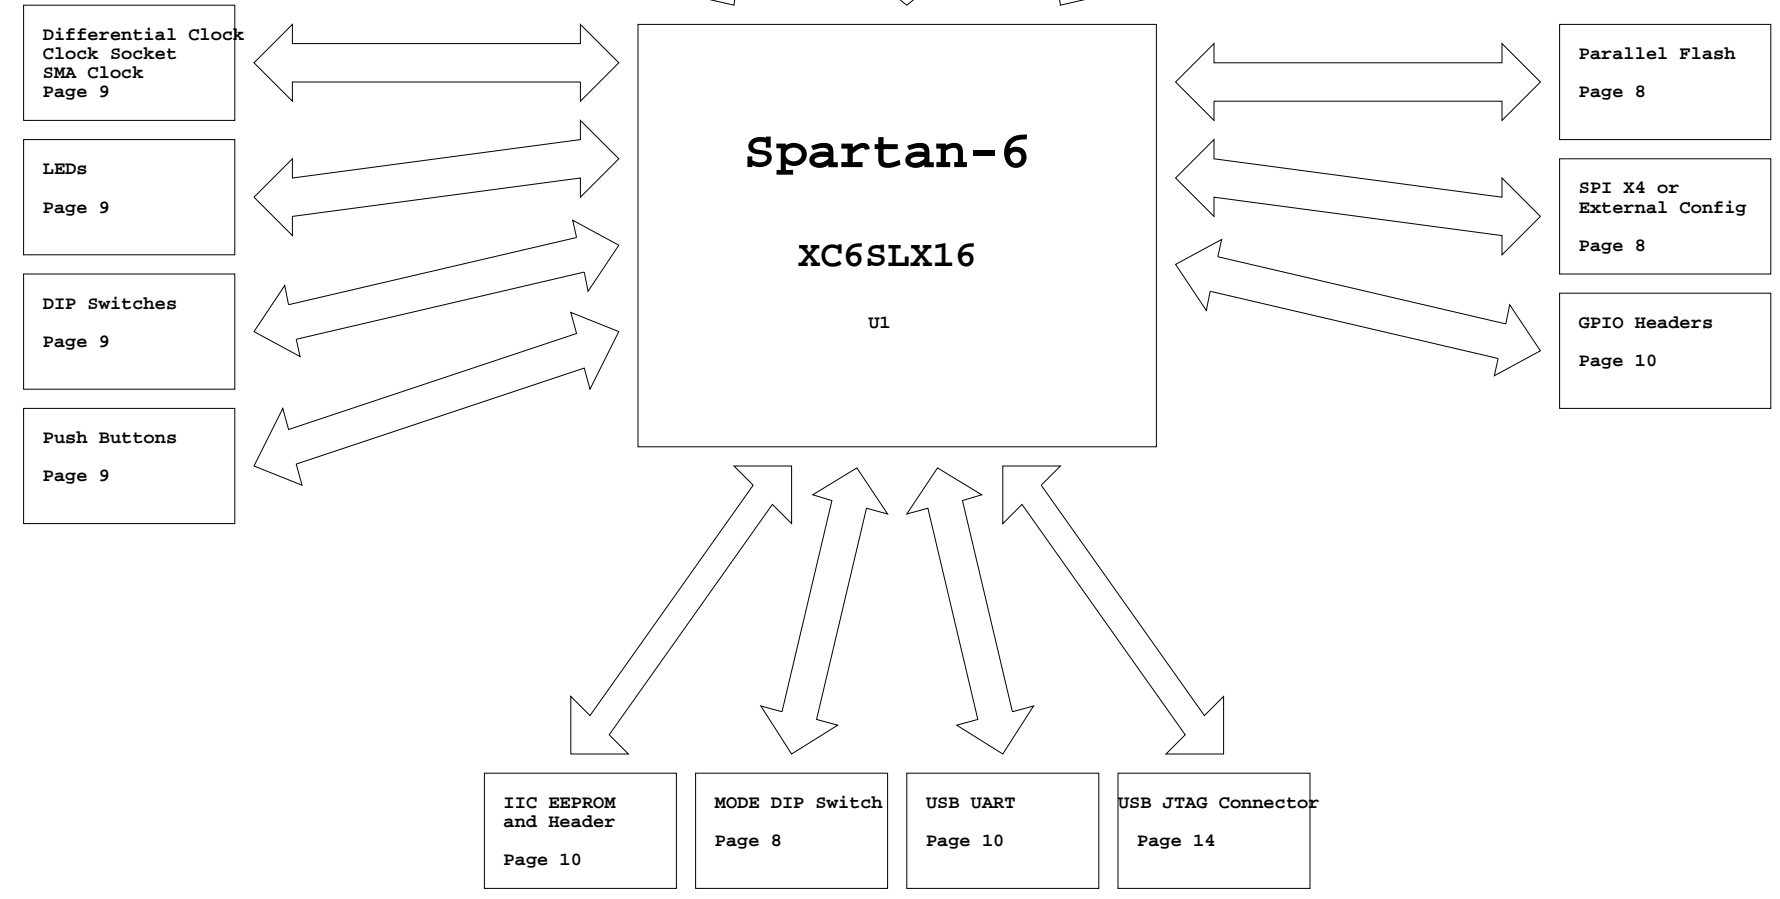 Differential Clock
Clock Socket
SMA Clock
Page 9
LEDs
Page 9
DIP Switches
Page 9
Push Buttons
Page 9
Spartan-6
XC6SLX16
U1
Parallel Flash
Page 8
SPI X4 or
External Config
Page 8
GPIO Headers
Page 10
IIC EEPROM
and Header
Page 10
MODE DIP Switch
Page 8
USB UART
Page 10
USB JTAG Connector
Page 14